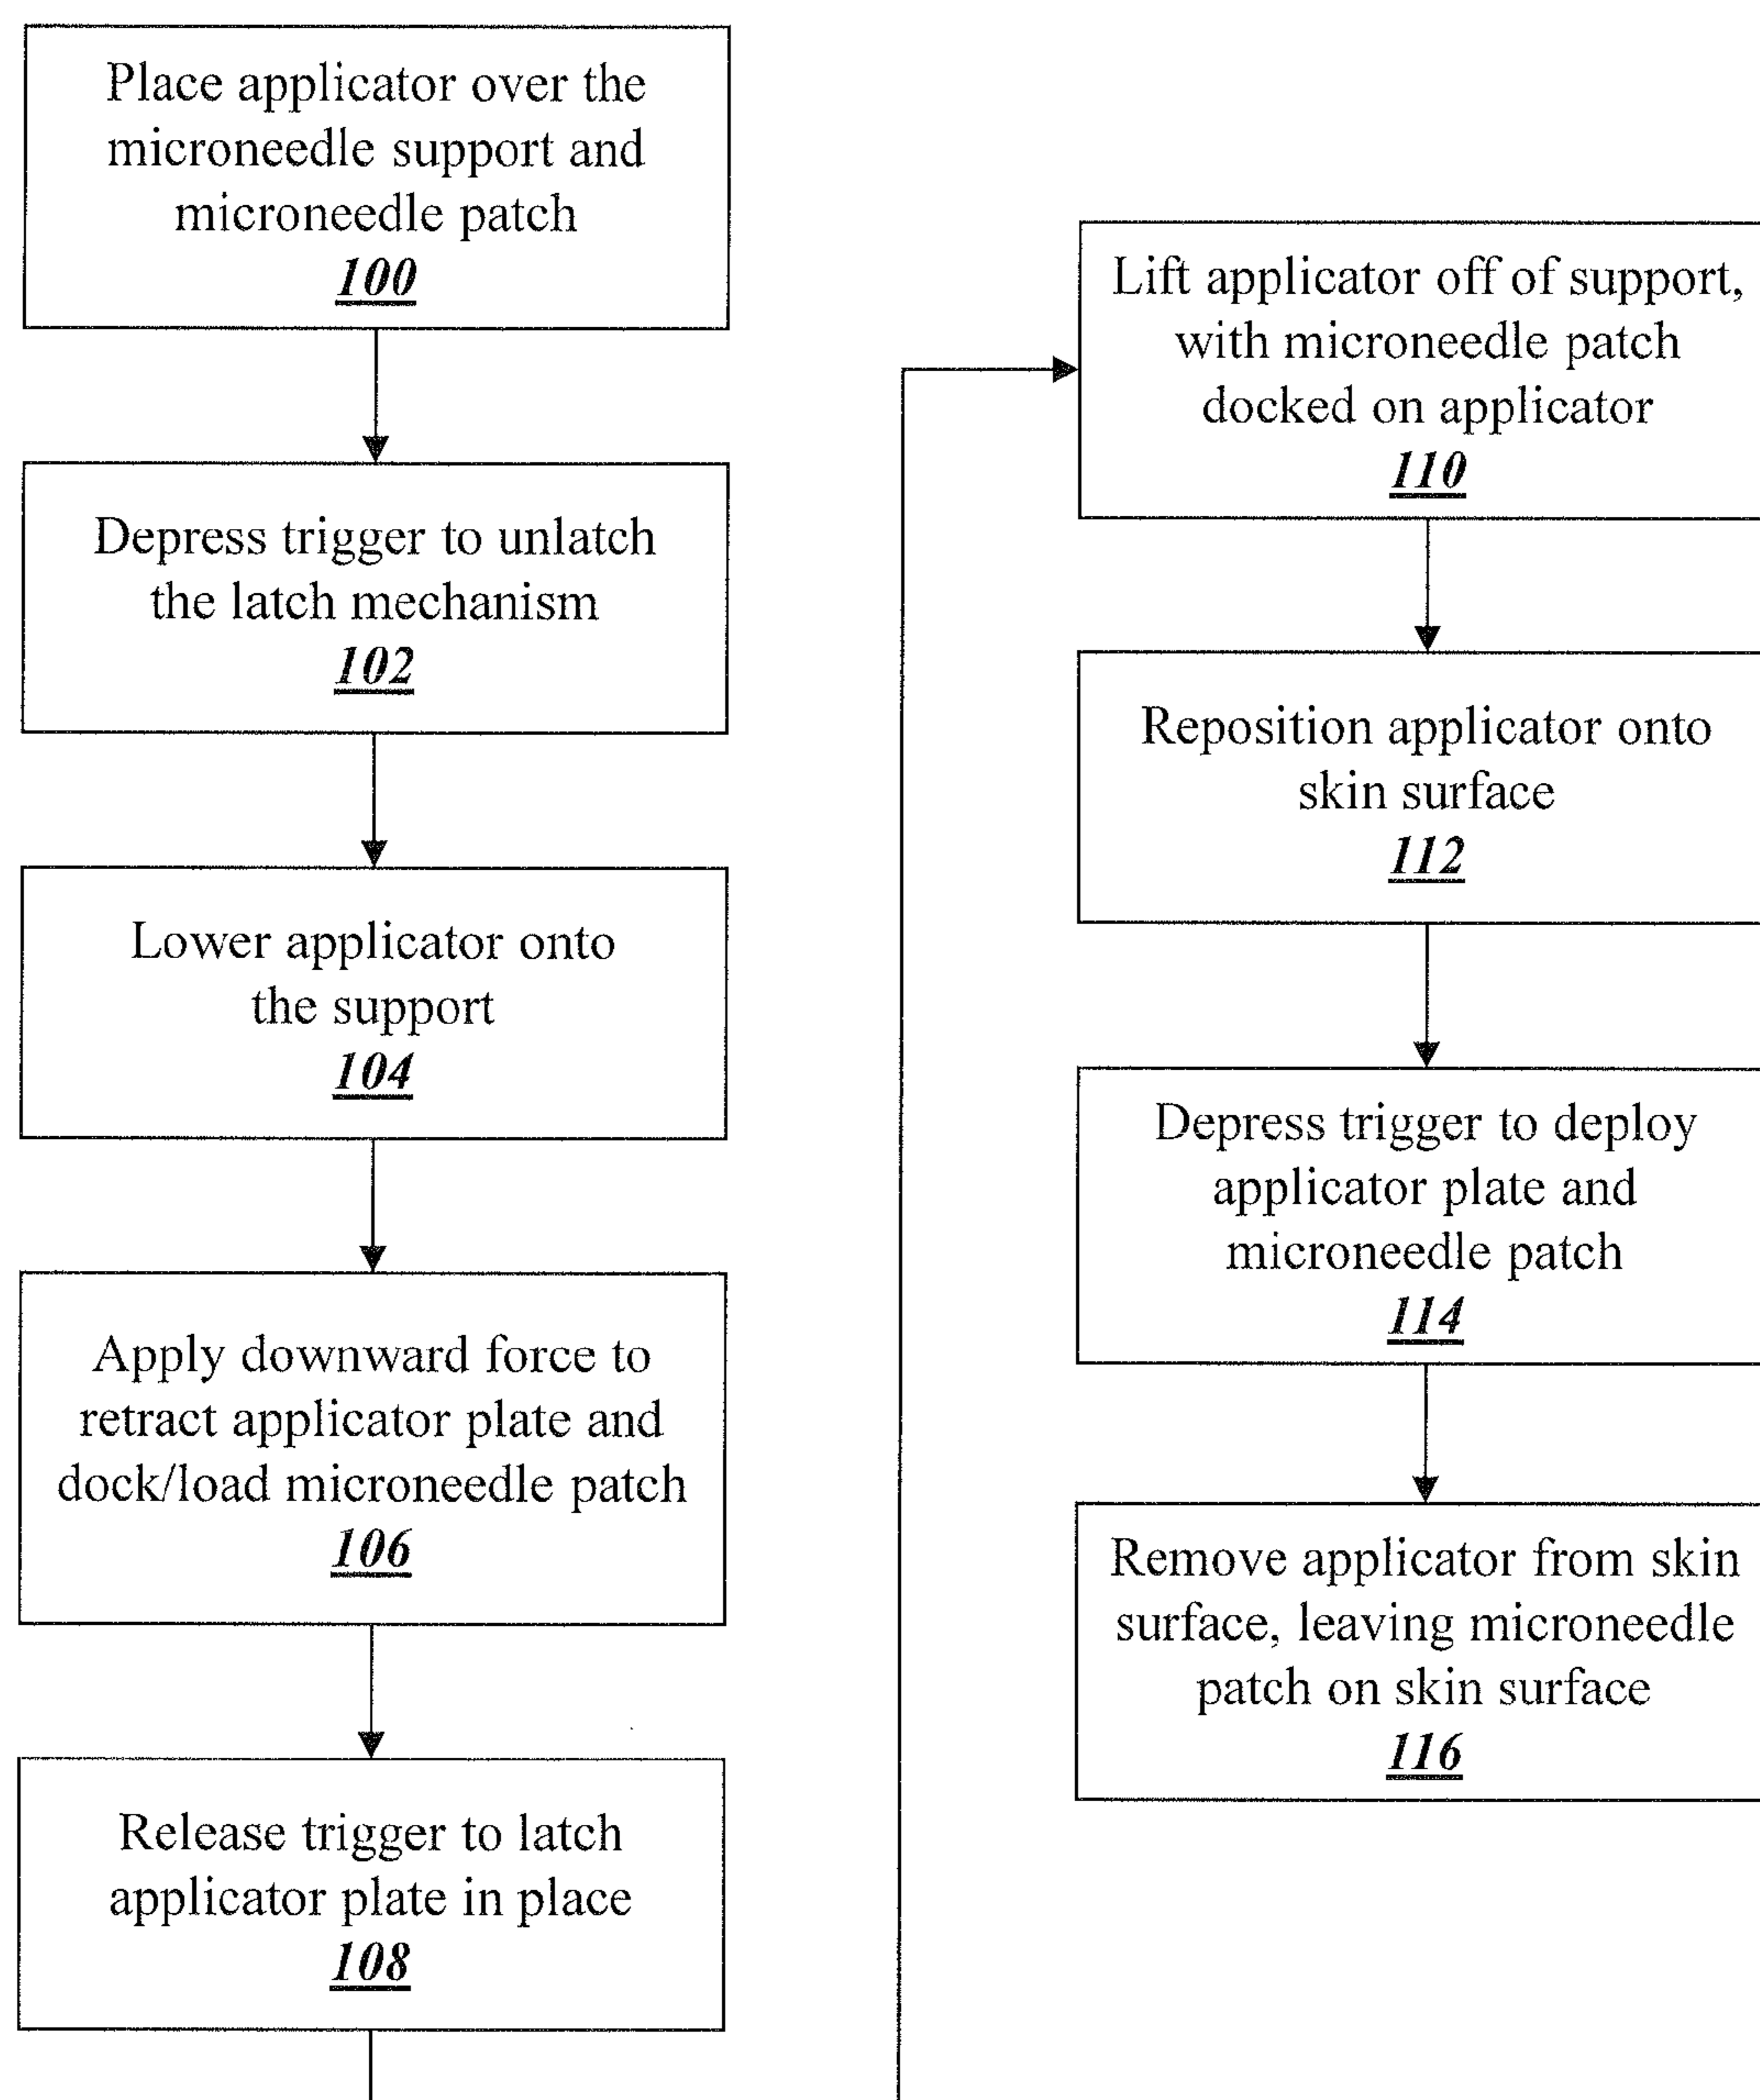 Place applicator over the
microneedle support and
microneedle patch
100
Depress trigger to unlatch
the latch mechanism
102
Lower applicator onto
the support
104
Apply downward force to
retract applicator plate and
dock/load microneedle patch
106
Release trigger to latch
applicator plate in place
108
Lift applicator off of support,
with microneedle patch
docked on applicator
110
Reposition applicator onto
skin surface
112
Depress trigger to deploy
applicator plate and
microneedle patch
114
Remove applicator from skin
surface, leaving microneedle
patch on skin surface
116